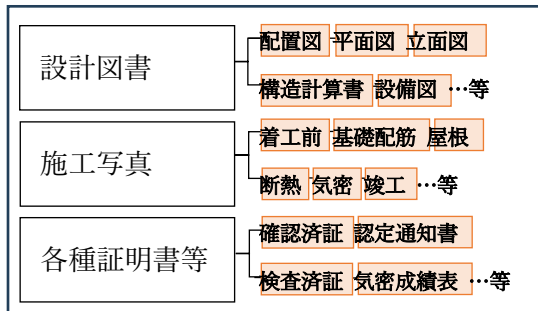 設計図書
配置図 平面図 立面図
構造計算書 設備図 …等
施工写真
着工前 基礎配筋 屋根
断熱 気密 竣工 …等
各種証明書等
確認済証 認定通知書
検査済証 気密成績表 …等